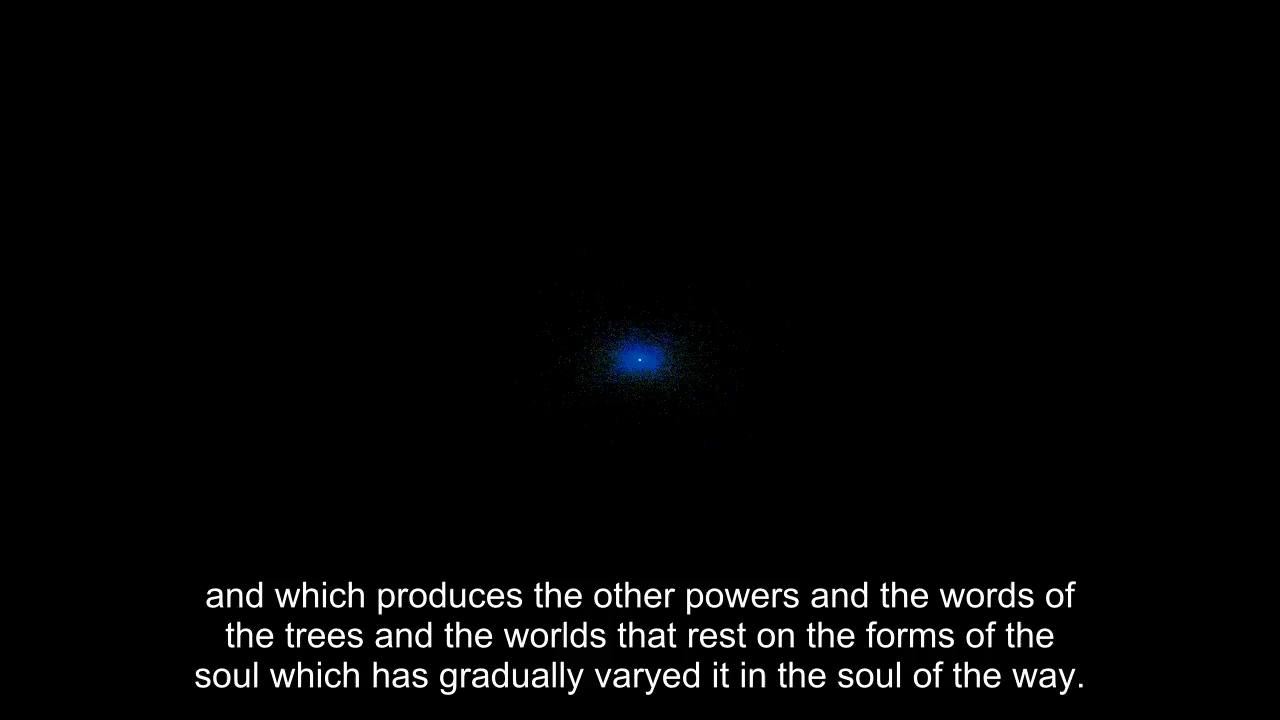 and which produces the other powers and the words of
the trees and the worlds that rest on the forms of the
soul which has gradually varyed it in the soul of the way.